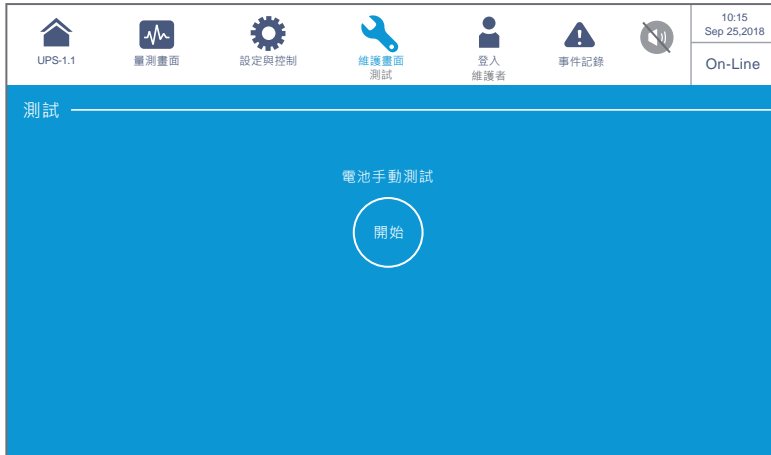 UPS-1.1
量測畫面
設定與控制
維護畫面
測試
登入
維護者
事件記錄
10:15
Sep 25,2018
On-Line
測試
電池手動測試
開始